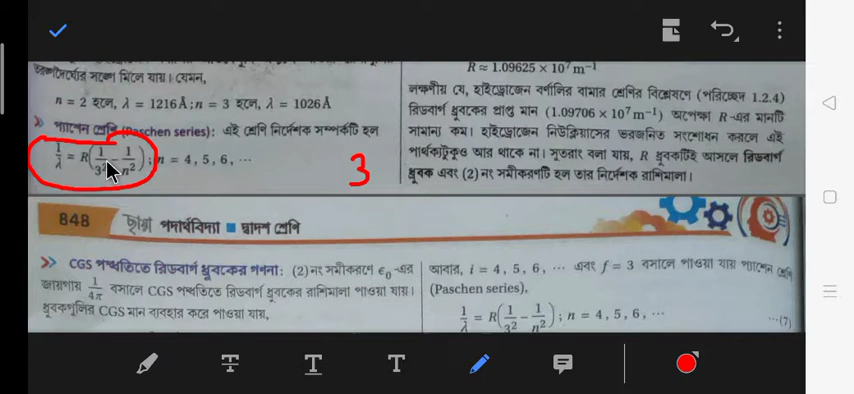 তরঙ্গদৈর্ঘ্যের সঙ্গে মিলে যায়। যেমন,
n = 2 হলে, λ = 1216 Å; n = 3 হলে, λ = 1026 Å
প্যাশেন শ্রেণি (Paschen series): এই শ্রেণি নির্দেশক সম্পর্কটি হল
1/λ = R(1/3² − 1/n²); n = 4, 5, 6, ···
3
R ≈ 1.09625 × 10⁷ m⁻¹
লক্ষণীয় যে, হাইড্রোজেন বর্ণালির বামার শ্রেণির বিশ্লেষণে (পরিচ্ছেদ 1.2.4)
রিডবার্গ ধ্রুবকের প্রাপ্ত মান (1.09706 × 10⁷ m⁻¹) অপেক্ষা R-এর মানটি
সামান্য কম। হাইড্রোজেন নিউক্লিয়াসের ভরজনিত সংশোধন করলে এই
পার্থক্যটুকুও আর থাকে না। সুতরাং বলা যায়, R ধ্রুবকটিই আসলে রিডবার্গ
ধ্রুবক এবং (2) নং সমীকরণটি হল তার নির্দেশক রাশিমালা।
848 ছায়া পদার্থবিদ্যা ■ দ্বাদশ শ্রেণি
CGS পদ্ধতিতে রিডবার্গ ধ্রুবকের গণনা: (2) নং সমীকরণে ϵ₀-এর
জায়গায় 1/4π বসালে CGS পদ্ধতিতে রিডবার্গ ধ্রুবকের রাশিমালা পাওয়া যায়।
ধ্রুবকগুলির CGS মান ব্যবহার করে পাওয়া যায়,
আবার, i = 4, 5, 6, ··· এবং f = 3 বসালে পাওয়া যায় প্যাশেন শ্রেণি
(Paschen series),
1/λ = R(1/3² − 1/n²); n = 4, 5, 6, ··· ···(7)